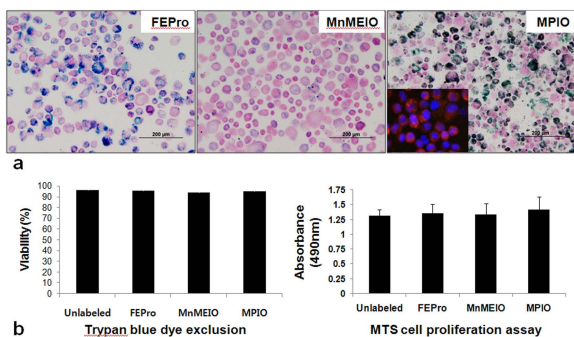 FEPro
MnMEIO
MPIO
200 µm
200 µm
200 µm
a
100
90
80
70
60
50
40
30
20
10
0
Viability(%)
Unlabeled FEPro MnMEIO MPIO
Trypan blue dye exclusion
1.75
1.5
1.25
1
0.75
0.5
0.25
0
Absorbance
(490nm)
Unlabeled FEPro MnMEIO MPIO
MTS cell proliferation assay
b